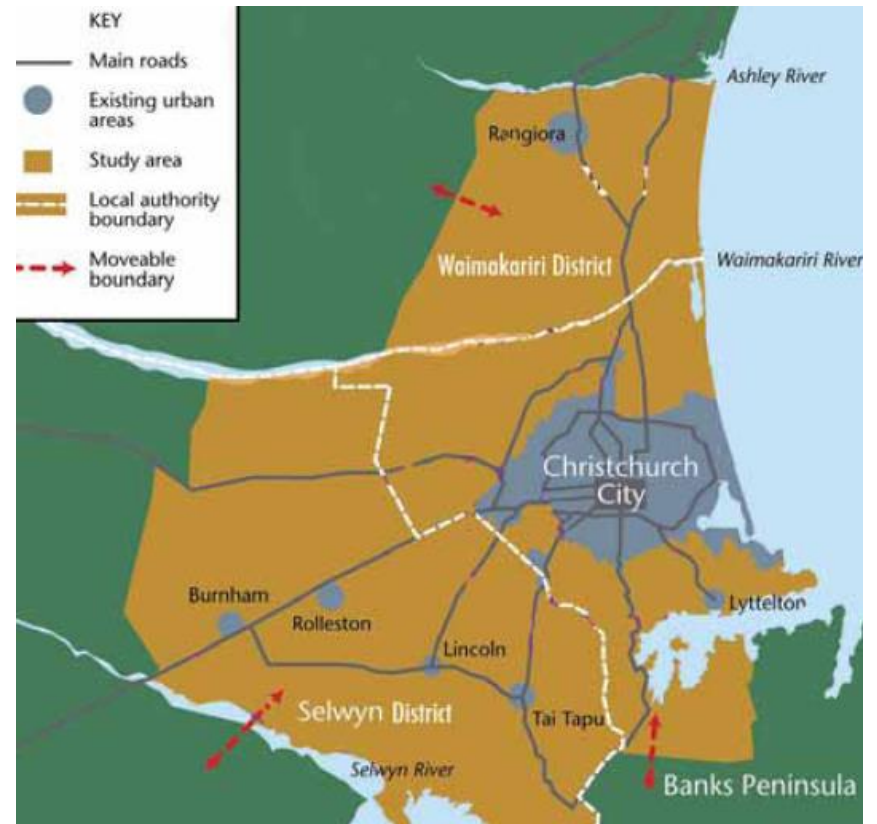 KEY
Main roads
Existing urban
areas
Study area
Local authority
boundary
Moveable
boundary
Ashley River
Rangiora
Waimakariri District
Waimakariri River
Christchurch
City
Burnham
Rolleston
Lyttelton
Lincoln
Selwyn District
Tai Tapu
Selwyn River
Banks Peninsula